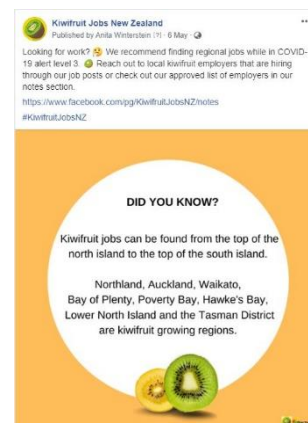 Kiwifruit Jobs New Zealand
Published by Anita Winterstein [?] · 6 May ·
Looking for work? 🤔 We recommend finding regional jobs while in COVID-
19 alert level 3. 🥝 Reach out to local kiwifruit employers that are hiring
through our job posts or check out our approved list of employers in our
notes section.
https://www.facebook.com/pg/KiwifruitJobsNZ/notes
#KiwifruitJobsNZ
DID YOU KNOW?
Kiwifruit jobs can be found from the top of the
north island to the top of the south island.
Northland, Auckland, Waikato,
Bay of Plenty, Poverty Bay, Hawke's Bay,
Lower North Island and the Tasman District
are kiwifruit growing regions.